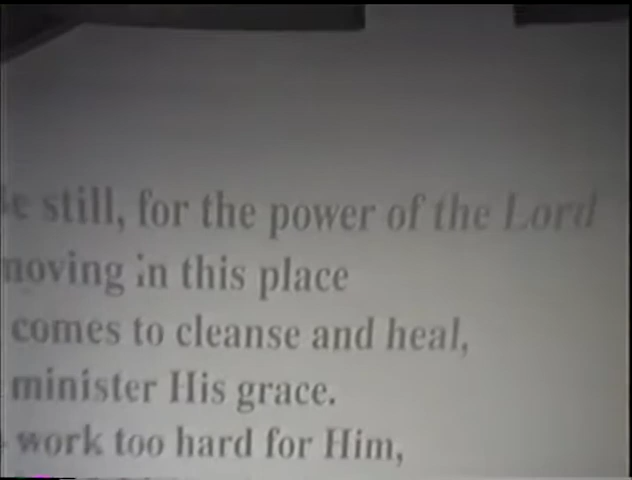 e still, for the power of the Lord
moving in this place
comes to cleanse and heal,
minister His grace.
work too hard for Him,